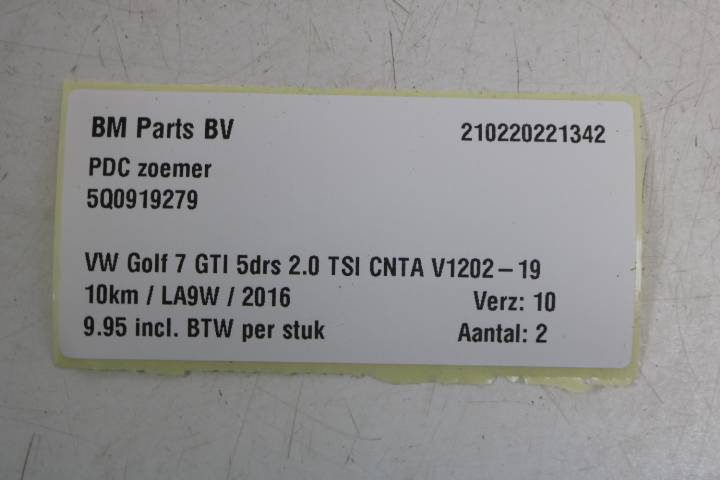 BM Parts BV 210220221342
PDC zoemer
5Q0919279
VW Golf 7 GTI 5drs 2.0 TSI CNTA V1202-19
10km / LA9W / 2016 Verz: 10
9.95 incl. BTW per stuk Aantal: 2